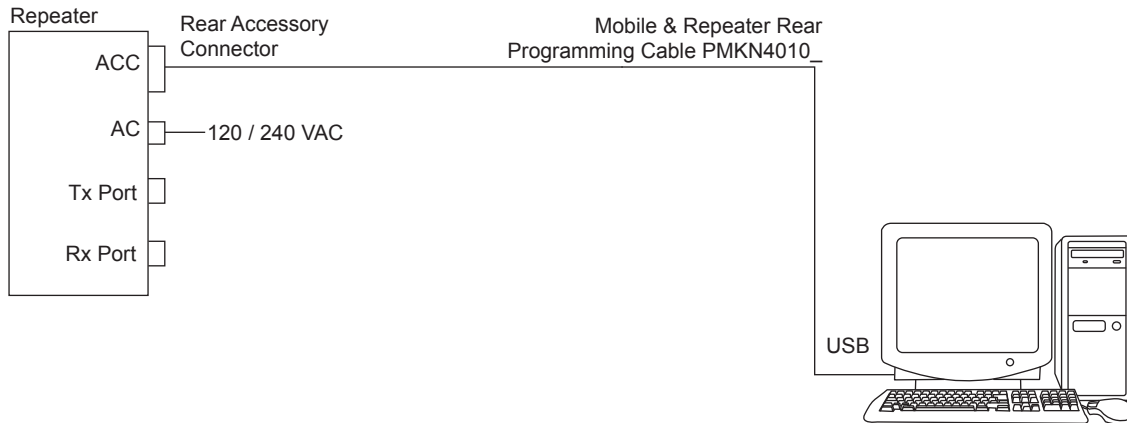 Repeater
Rear Accessory
Connector
Mobile & Repeater Rear
Programming Cable PMKN4010_
ACC
AC
120 / 240 VAC
Tx Port
Rx Port
USB